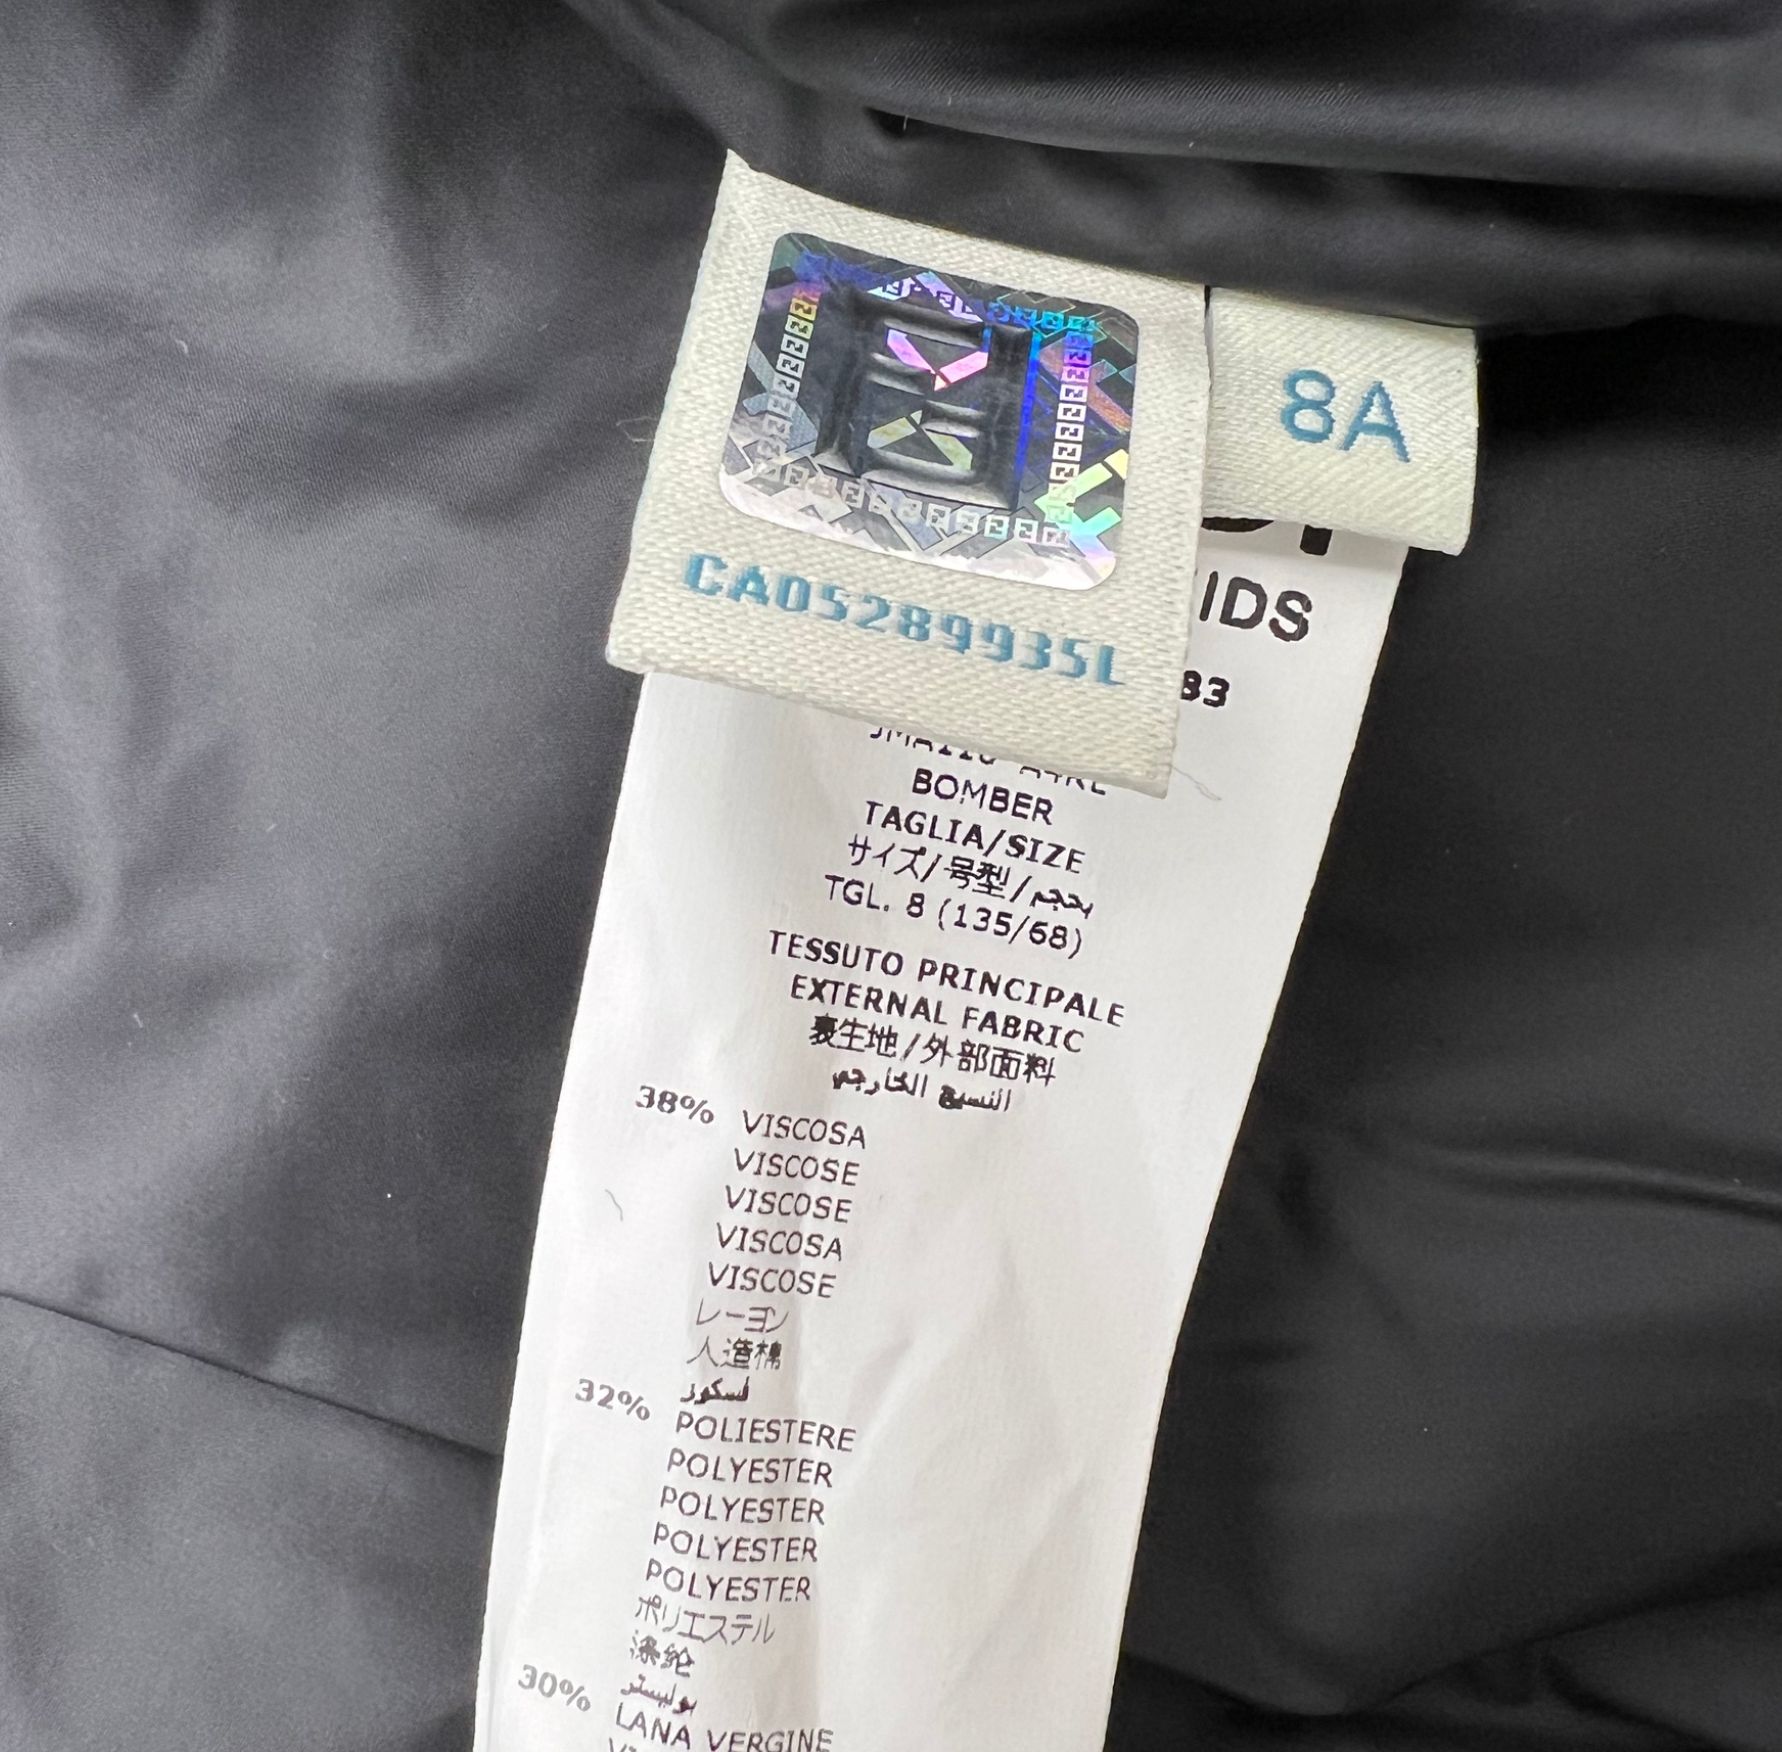 8A
CA05289935L
IDS
83
BOMBER
TAGLIA/SIZE
サイズ/号型/بحجم
TGL. 8 (135/68)
TESSUTO PRINCIPALE
EXTERNAL FABRIC
表生地/外部面料
النسيج الخارجي
38% VISCOSA
VISCOSE
VISCOSE
VISCOSA
VISCOSE
レーヨン
人造棉
فسكوز
32% POLIESTERE
POLYESTER
POLYESTER
POLYESTER
POLYESTER
ポリエステル
涤纶
بوليستر
30% LANA VERGINE